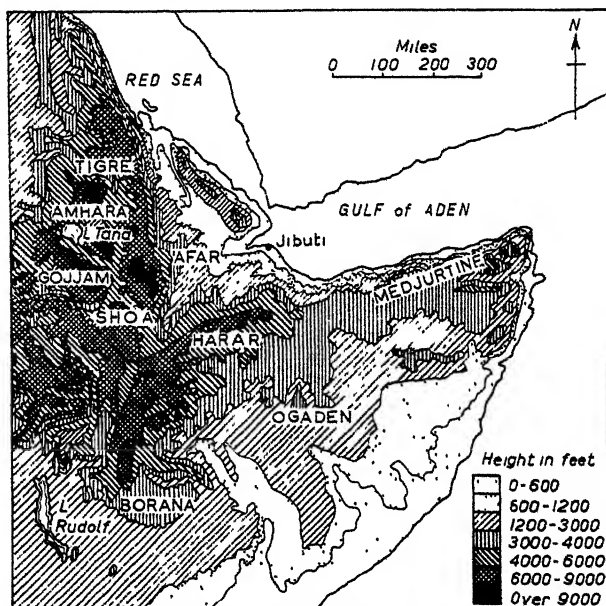 Miles
0 100 200 300
N
RED SEA
TIGRE
AMHARA
L Tana
GULF of ADEN
Jibuti
AFAR
GOJJAM
MEDJURTINE
SHOA
HARAR
OGADEN
BORANA
L
Rudolf
Height in feet
0-600
600-1200
1200-3000
3000-4000
4000-6000
6000-9000
Over 9000